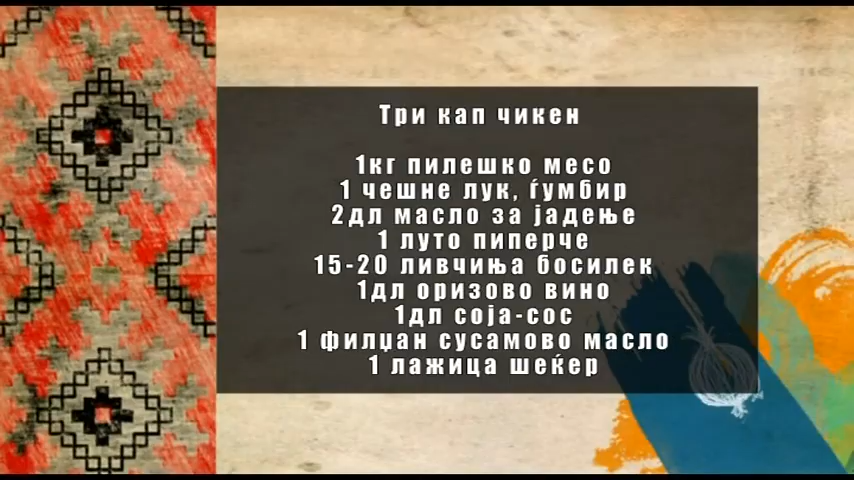 Три кап чикен
1кг пилешко месо
1 чешне лук, ѓумбир
2дл масло за јадење
1 луто пиперче
15-20 ливчиња босилек
1дл оризово вино
1дл соја-сос
1 филџан сусамово масло
1 лажица шеќер